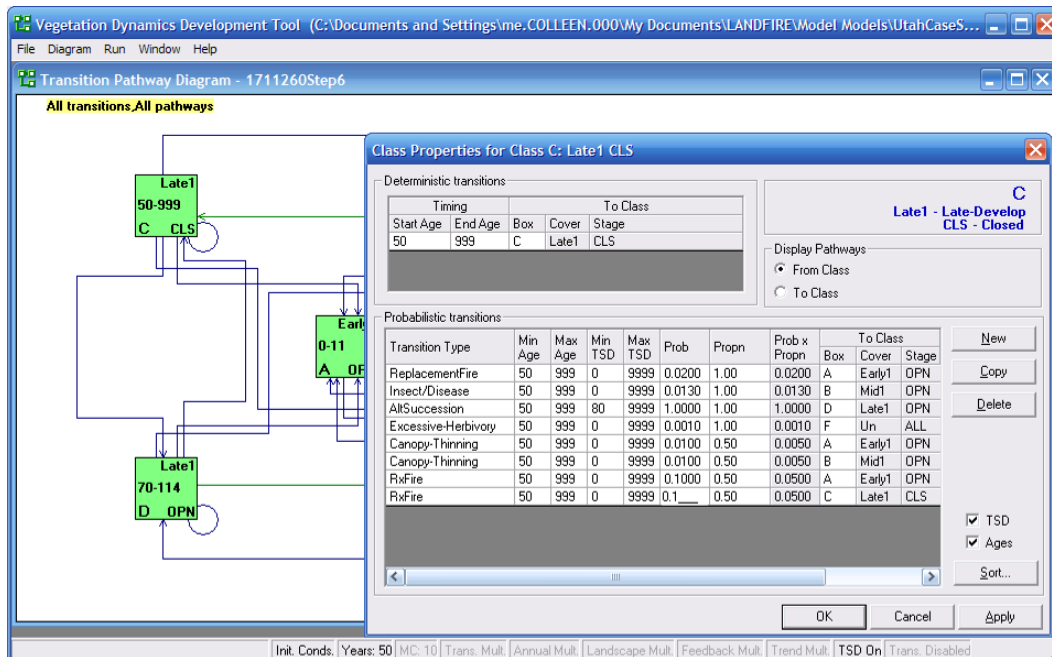 Vegetation Dynamics Development Tool (C:\Documents and Settings\me.COLLEEN.000\My Documents\LANDFIRE\Model Models\UtahCaseS...
File Diagram Run Window Help
Transition Pathway Diagram - 1711260Step6
All transitions,All pathways
Late1
50-999
C CLS
Early
0-11
A OPN
Late1
70-114
D OPN
Class Properties for Class C: Late1 CLS
Deterministic transitions
Timing To Class
Start Age End Age Box Cover Stage
50 999 C Late1 CLS
C
Late1 - Late-Develop
CLS - Closed
Display Pathways
From Class
To Class
Probabilistic transitions
Transition Type Min Age Max Age Min TSD Max TSD Prob Propn Prob x Propn To Class Box Cover Stage
ReplacementFire 50 999 0 9999 0.0200 1.00 0.0200 A Early1 OPN
Insect/Disease 50 999 0 9999 0.0130 1.00 0.0130 B Mid1 OPN
AltSuccession 50 999 80 9999 1.0000 1.00 1.0000 D Late1 OPN
Excessive-Herbivory 50 999 0 9999 0.0010 1.00 0.0010 F Un ALL
Canopy-Thinning 50 999 0 9999 0.0100 0.50 0.0050 A Early1 OPN
Canopy-Thinning 50 999 0 9999 0.0100 0.50 0.0050 B Mid1 OPN
RxFire 50 999 0 9999 0.1000 0.50 0.0500 A Early1 OPN
RxFire 50 999 0 9999 0.1___ 0.50 0.0500 C Late1 CLS
New
Copy
Delete
TSD
Ages
Sort...
OK Cancel Apply
Init. Conds. Years: 50 MC: 10 Trans. Mult. Annual Mult. Landscape Mult. Feedback Mult. Trend Mult. TSD On Trans. Disabled